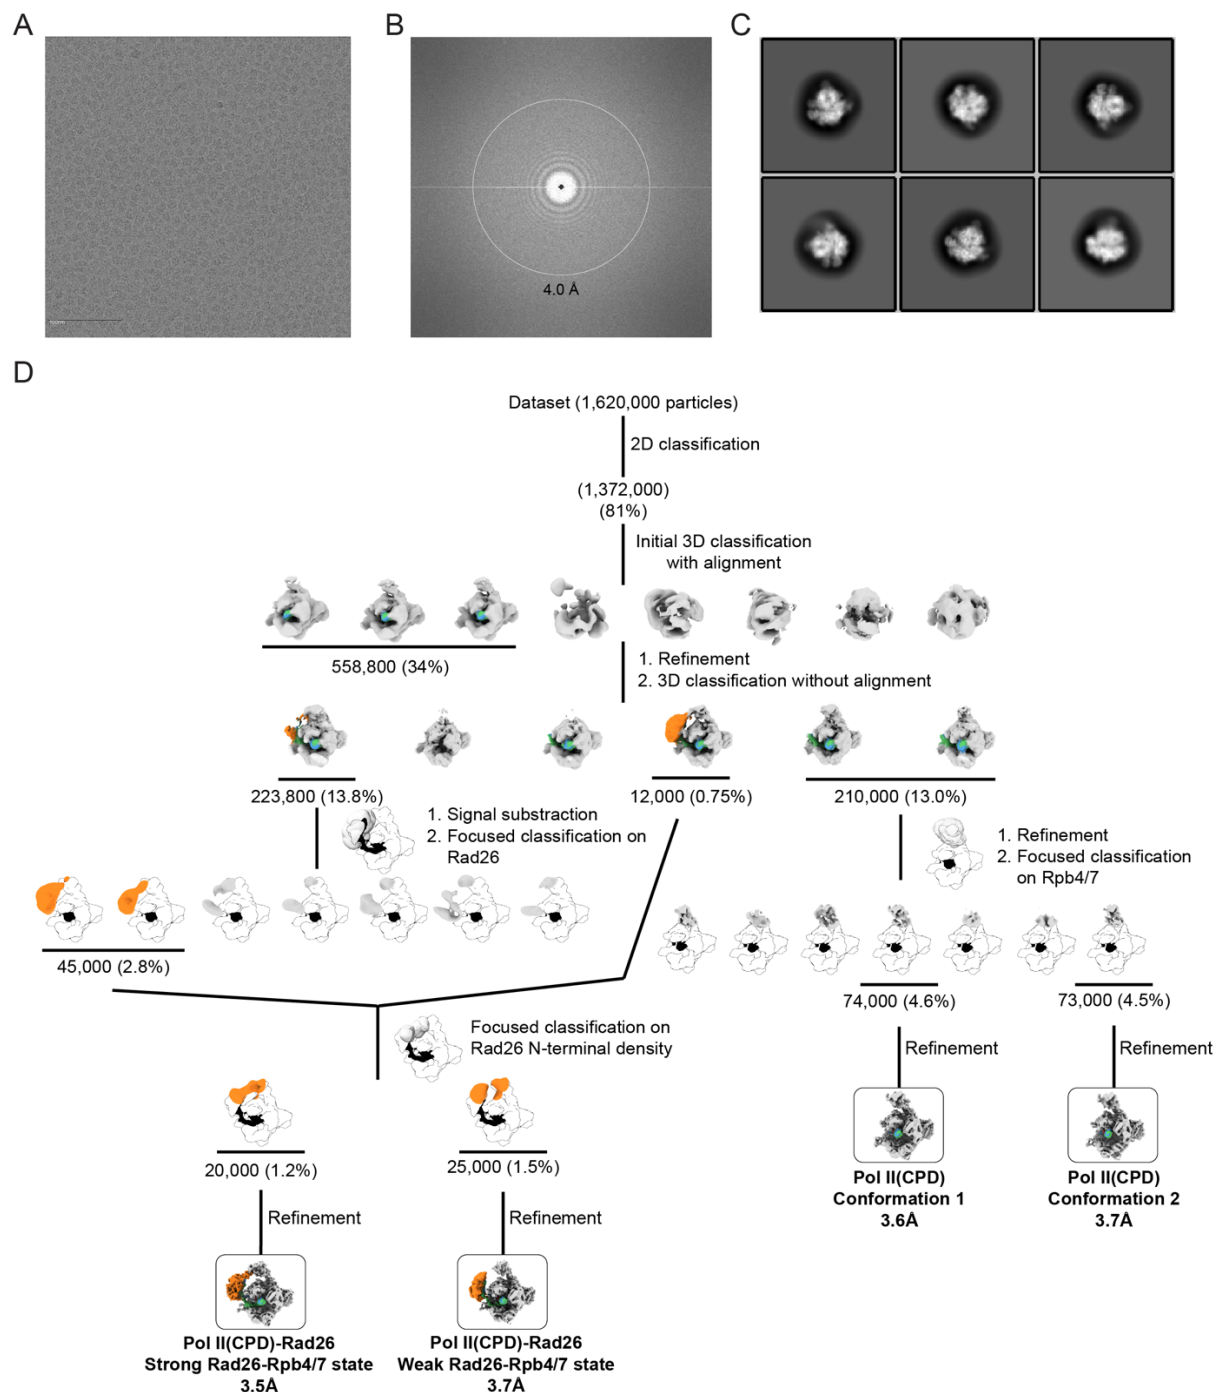 A
B
C
4.0 Å
D
Dataset (1,620,000 particles)
2D classification
(1,372,000)
(81%)
Initial 3D classification
with alignment
558,800 (34%)
1. Refinement
2. 3D classification without alignment
223,800 (13.8%)
12,000 (0.75%)
210,000 (13.0%)
1. Signal substraction
2. Focused classification on
Rad26
1. Refinement
2. Focused classification
on Rpb4/7
45,000 (2.8%)
74,000 (4.6%)
73,000 (4.5%)
Focused classification on
Rad26 N-terminal density
Refinement
Refinement
20,000 (1.2%)
25,000 (1.5%)
Pol II(CPD)
Conformation 1
3.6Å
Pol II(CPD)
Conformation 2
3.7Å
Refinement
Refinement
Pol II(CPD)-Rad26
Strong Rad26-Rpb4/7 state
3.5Å
Pol II(CPD)-Rad26
Weak Rad26-Rpb4/7 state
3.7Å